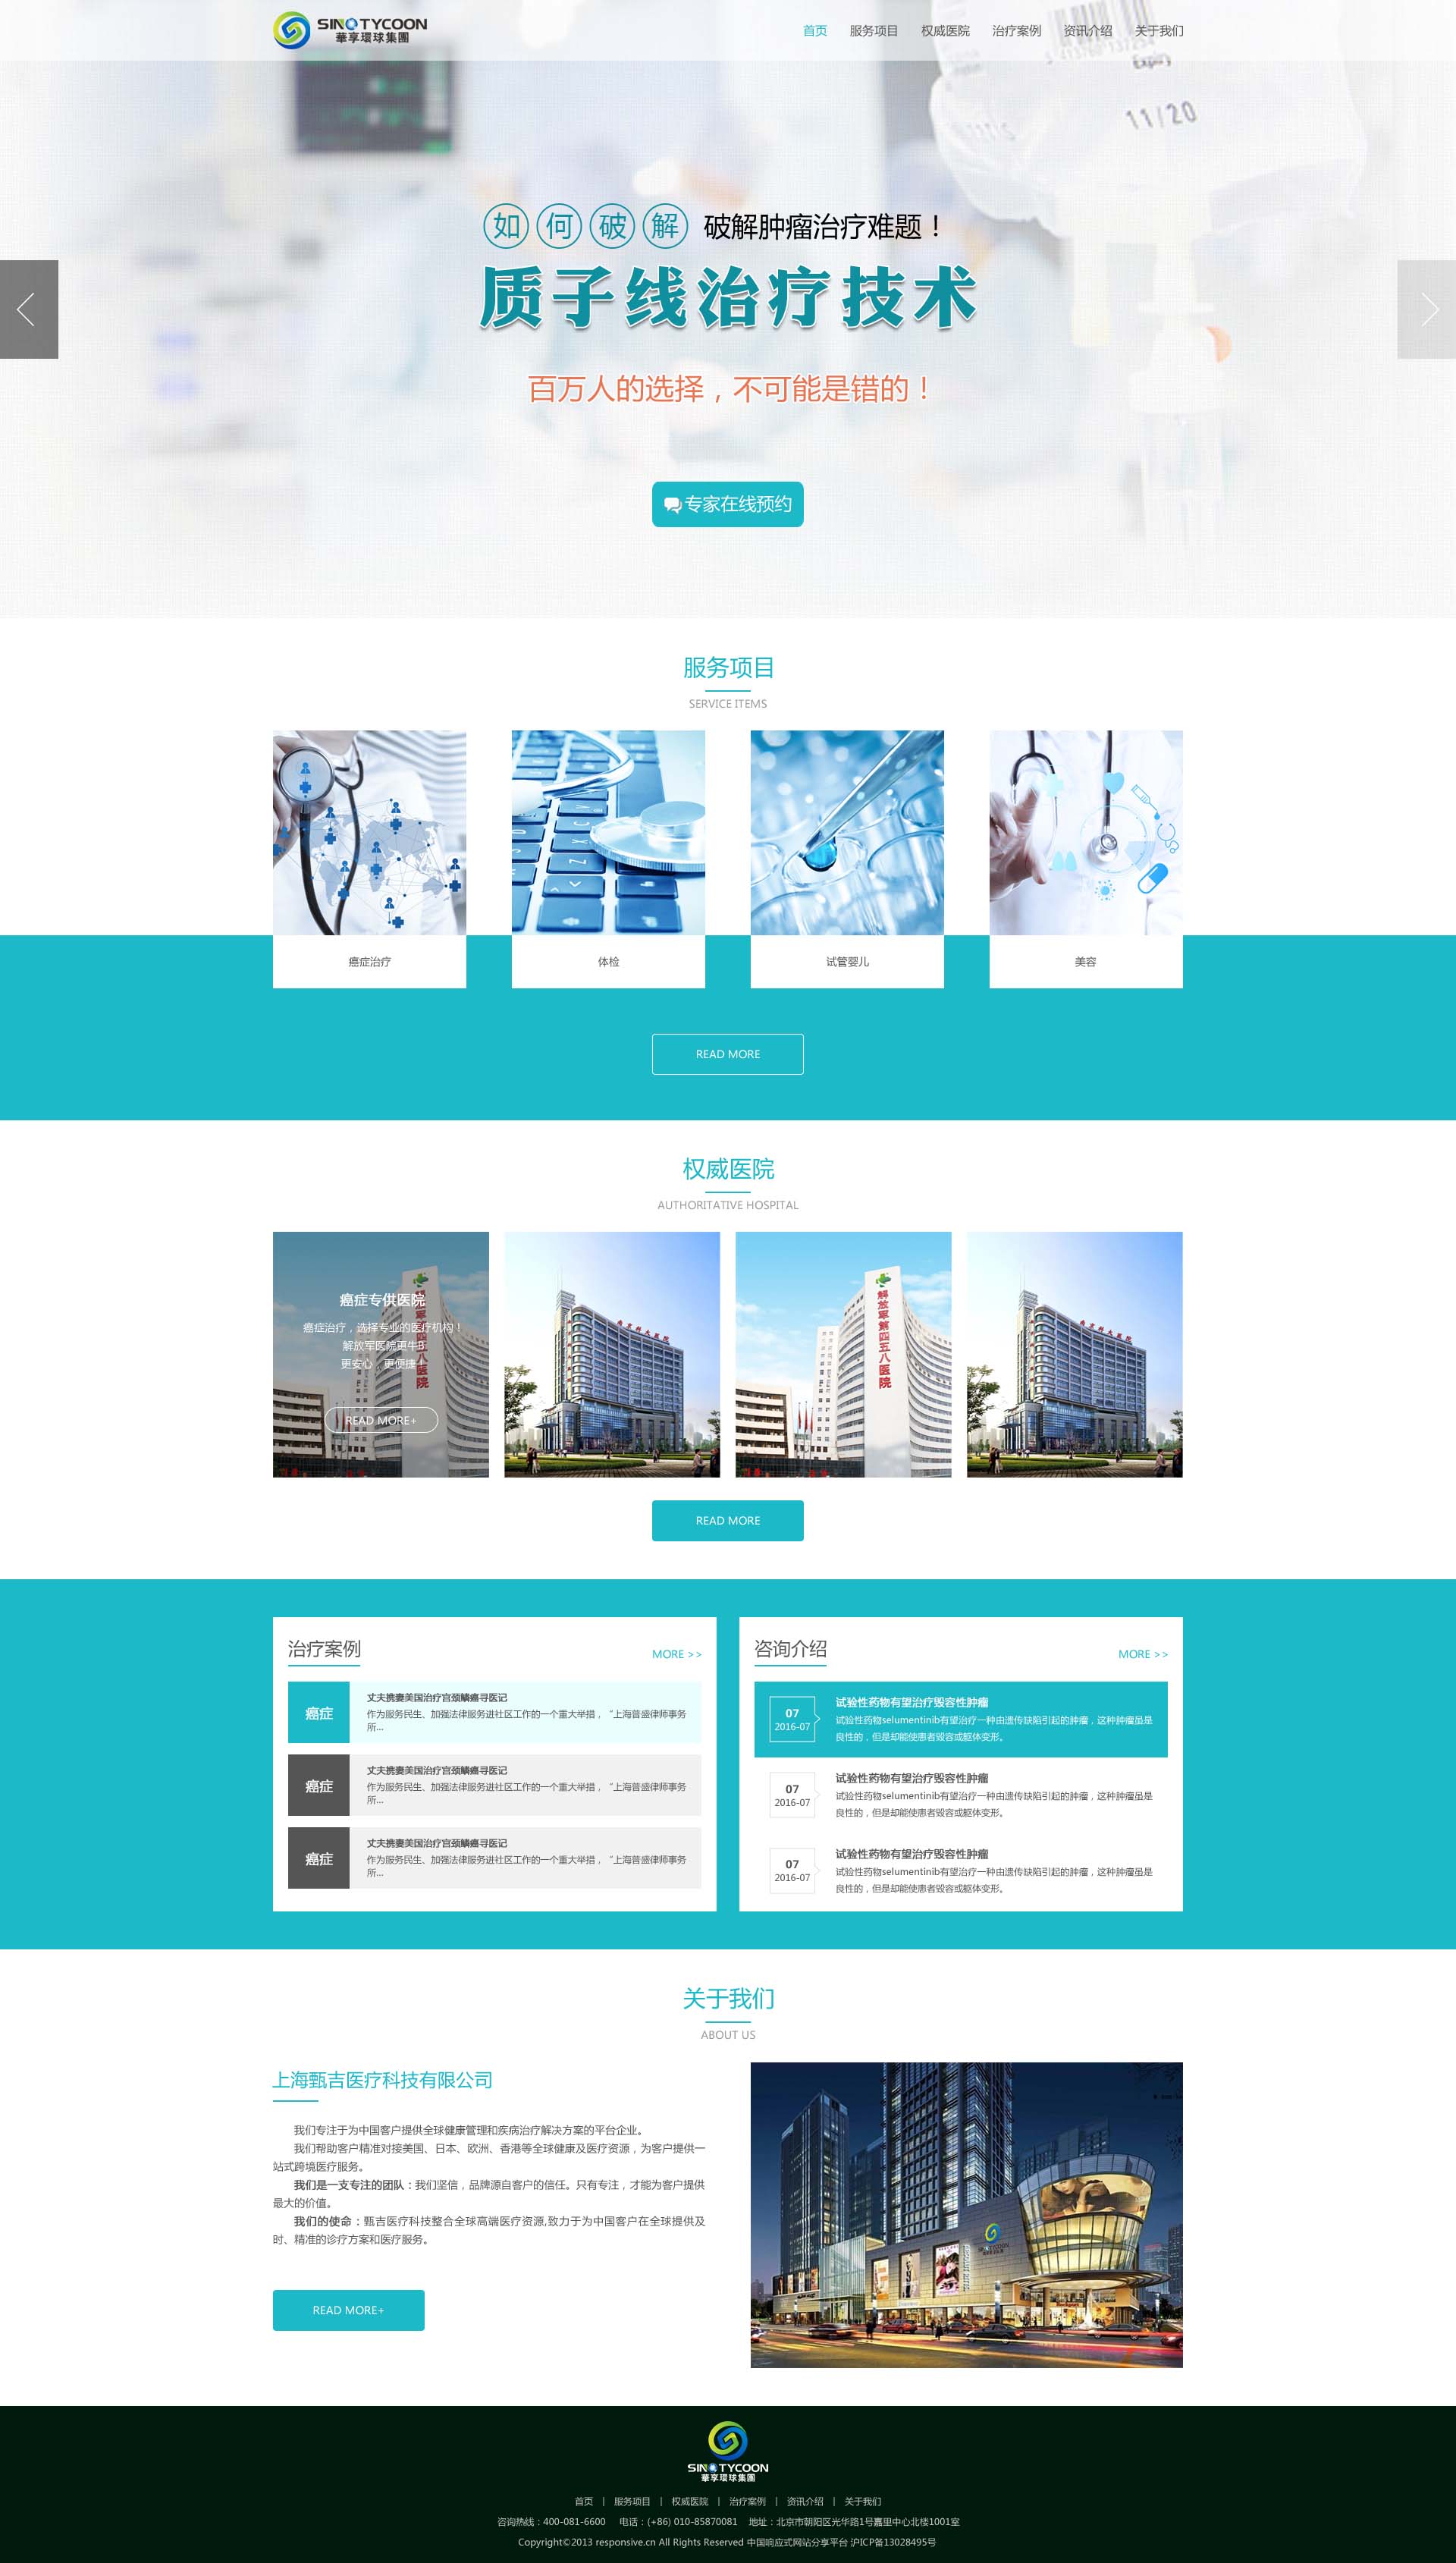 SINOTYCOON
華享環球集團
首页 服务项目 权威医院 治疗案例 资讯介绍 关于我们
11/20
如何破解 破解肿瘤治疗难题！
质子线治疗技术
百万人的选择，不可能是错的！
专家在线预约
服务项目
SERVICE ITEMS
癌症治疗 体检 试管婴儿 美容
READ MORE
权威医院
AUTHORITATIVE HOSPITAL
癌症专供医院
癌症治疗，选择专业的医疗机构！
解放军医院更牛B
更安心，更便捷！
READ MORE+
解放军第四五八医院
READ MORE
治疗案例
MORE >>
癌症
丈夫携妻美国治疗宫颈鳞癌寻医记
作为服务民生、加强法律服务进社区工作的一个重大举措，“上海普盛律师事务
所...
癌症
丈夫携妻美国治疗宫颈鳞癌寻医记
作为服务民生、加强法律服务进社区工作的一个重大举措，“上海普盛律师事务
所...
癌症
丈夫携妻美国治疗宫颈鳞癌寻医记
作为服务民生、加强法律服务进社区工作的一个重大举措，“上海普盛律师事务
所...
咨询介绍
MORE >>
07
2016-07
试验性药物有望治疗毁容性肿瘤
试验性药物selumentinib有望治疗一种由遗传缺陷引起的肿瘤，这种肿瘤虽是
良性的，但是却能使患者毁容或躯体变形。
07
2016-07
试验性药物有望治疗毁容性肿瘤
试验性药物selumentinib有望治疗一种由遗传缺陷引起的肿瘤，这种肿瘤虽是
良性的，但是却能使患者毁容或躯体变形。
07
2016-07
试验性药物有望治疗毁容性肿瘤
试验性药物selumentinib有望治疗一种由遗传缺陷引起的肿瘤，这种肿瘤虽是
良性的，但是却能使患者毁容或躯体变形。
关于我们
ABOUT US
上海甄吉医疗科技有限公司
我们专注于为中国客户提供全球健康管理和疾病治疗解决方案的平台企业。
我们帮助客户精准对接美国、日本、欧洲、香港等全球健康及医疗资源，为客户提供一
站式跨境医疗服务。
我们是一支专注的团队：我们坚信，品牌源自客户的信任。只有专注，才能为客户提供
最大的价值。
我们的使命：甄吉医疗科技整合全球高端医疗资源,致力于为中国客户在全球提供及
时、精准的诊疗方案和医疗服务。
READ MORE+
SINOTYCOON
華享環球集團
首页 | 服务项目 | 权威医院 | 治疗案例 | 资讯介绍 | 关于我们
咨询热线：400-081-6600 电话：(+86) 010-85870081 地址：北京市朝阳区光华路1号嘉里中心北楼1001室
Copyright©2013 responsive.cn All Rights Reserved 中国响应式网站分享平台 沪ICP备13028495号